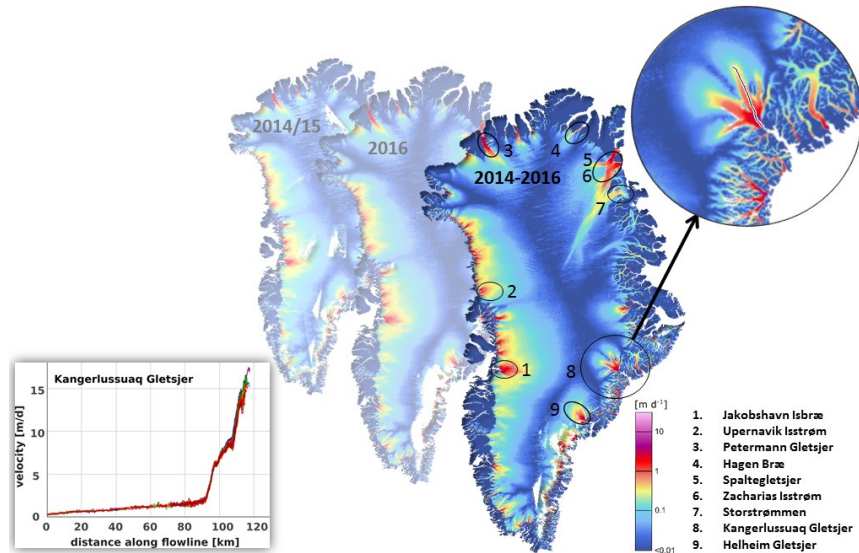 2014/15
2016
2014-2016
3
4
5
6
7
2
1
8
9
Kangerlussuaq Gletsjer
velocity [m/d]
15
10
5
0
0 20 40 60 80 100 120
distance along flowline [km]
[m d⁻¹]
10
1
0.1
<0.01
1. Jakobshavn Isbræ
2. Upernavik Isstrøm
3. Petermann Gletsjer
4. Hagen Bræ
5. Spaltegletsjer
6. Zacharias Isstrøm
7. Storstrømmen
8. Kangerlussuaq Gletsjer
9. Helheim Gletsjer